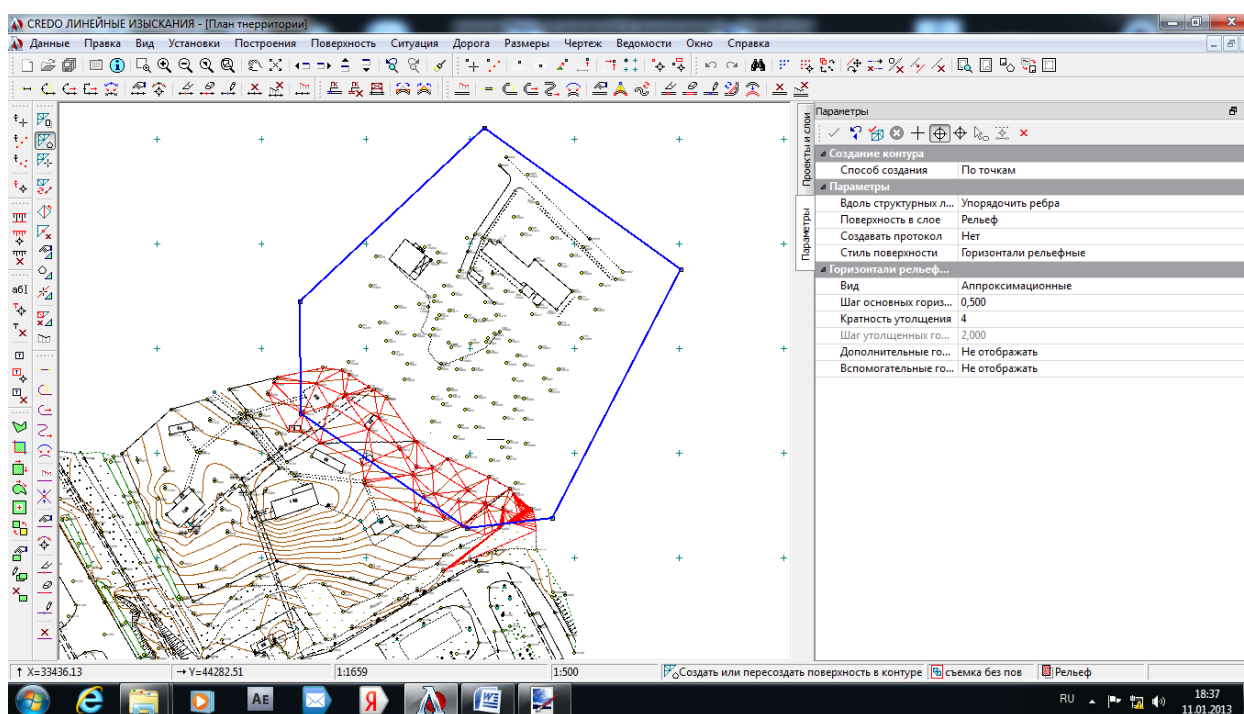 CREDO ЛИНЕЙНЫЕ ИЗЫСКАНИЯ - [План тнерритории]
Данные Правка Вид Установки Построения Поверхность Ситуация Дорога Размеры Чертеж Ведомости Окно Справка
Параметры
Проекты и слои
Параметры
Создание контура
Способ создания По точкам
Параметры
Вдоль структурных л... Упорядочить ребра
Поверхность в слое Рельеф
Создавать протокол Нет
Стиль поверхности Горизонтали рельефные
Горизонтали рельеф...
Вид Аппроксимационные
Шаг основных гориз... 0,500
Кратность утолщения 4
Шаг утолщенных го... 2,000
Дополнительные го... Не отображать
Вспомогательные го... Не отображать
X=33436.13 Y=44282.51 1:1659 1:500 Создать или пересоздать поверхность в контуре съемка без пов Рельеф
AE Я RU 18:37
11.01.2013